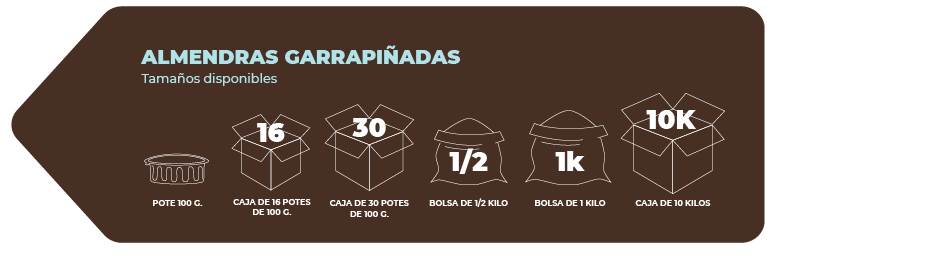 ALMENDRAS GARRAPIÑADAS
Tamaños disponibles
16
30
1/2
1k
10K
POTE 100 G.
CAJA DE 16 POTES
DE 100 G.
CAJA DE 30 POTES
DE 100 G.
BOLSA DE 1/2 KILO
BOLSA DE 1 KILO
CAJA DE 10 KILOS